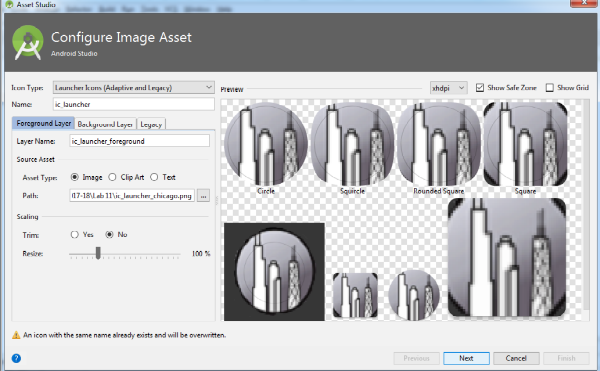 Asset Studio
Configure Image Asset
Android Studio
Icon Type: Launcher Icons (Adaptive and Legacy)
Name: ic_launcher
Foreground Layer Background Layer Legacy
Layer Name: ic_launcher_foreground
Source Asset
Asset Type: Image Clip Art Text
Path: 17-18\Lab 11\ic_launcher_chicago.png ...
Scaling
Trim: Yes No
Resize: 100 %
Preview xhdpi Show Safe Zone Show Grid
Circle Squircle Rounded Square Square
An icon with the same name already exists and will be overwritten.
? Previous Next Cancel Finish